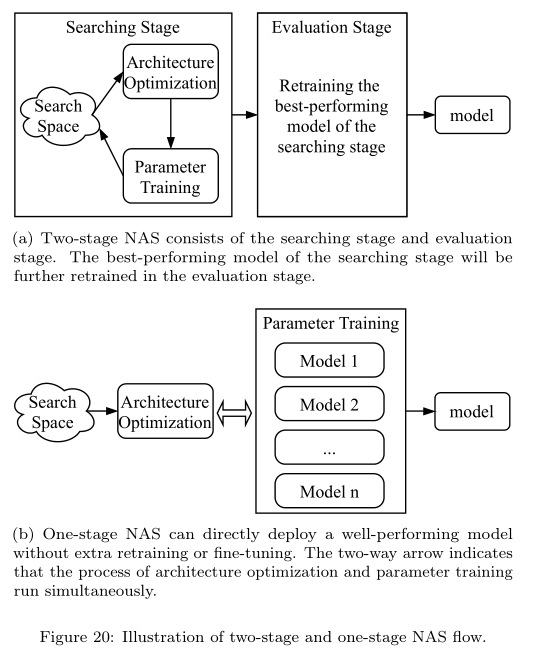 Searching Stage
Architecture
Optimization
Search
Space
Parameter
Training
Evaluation Stage
Retraining the
best-performing
model of the
searching stage
model
(a) Two-stage NAS consists of the searching stage and evaluation
stage. The best-performing model of the searching stage will be
further retrained in the evaluation stage.
Parameter Training
Search
Space
Architecture
Optimization
Model 1
Model 2
...
Model n
model
(b) One-stage NAS can directly deploy a well-performing model
without extra retraining or fine-tuning. The two-way arrow indicates
that the process of architecture optimization and parameter training
run simultaneously.
Figure 20: Illustration of two-stage and one-stage NAS flow.